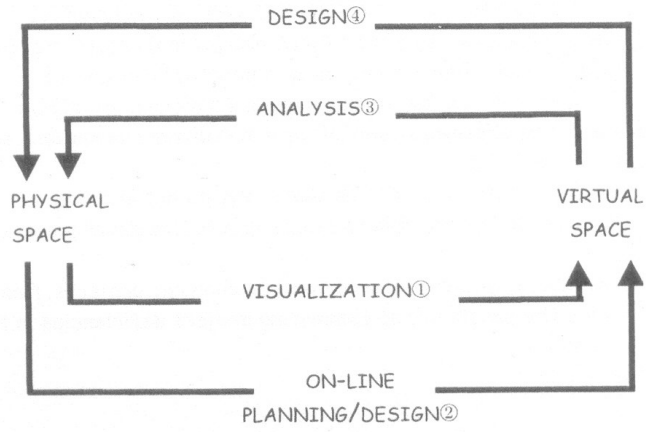 DESIGN④
ANALYSIS③
PHYSICAL
SPACE
VIRTUAL
SPACE
VISUALIZATION①
ON-LINE
PLANNING/DESIGN②